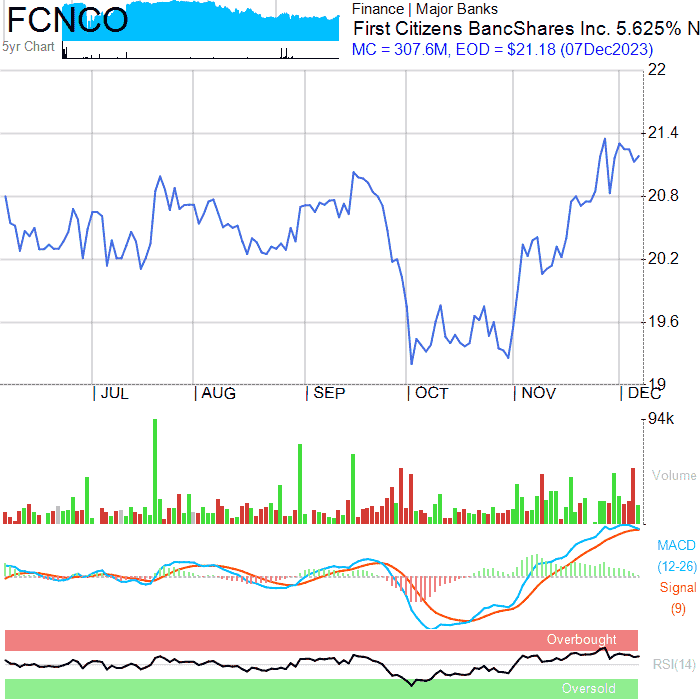 FCNCO
5yr Chart
Finance | Major Banks
First Citizens BancShares Inc. 5.625% N
MC = 307.6M, EOD = $21.18 (07Dec2023)
22
21.4
20.8
20.2
19.6
19
| JUL | AUG | SEP | OCT | NOV | DEC
94k
Volume
MACD
(12-26)
Signal
(9)
Overbought
RSI(14)
Oversold